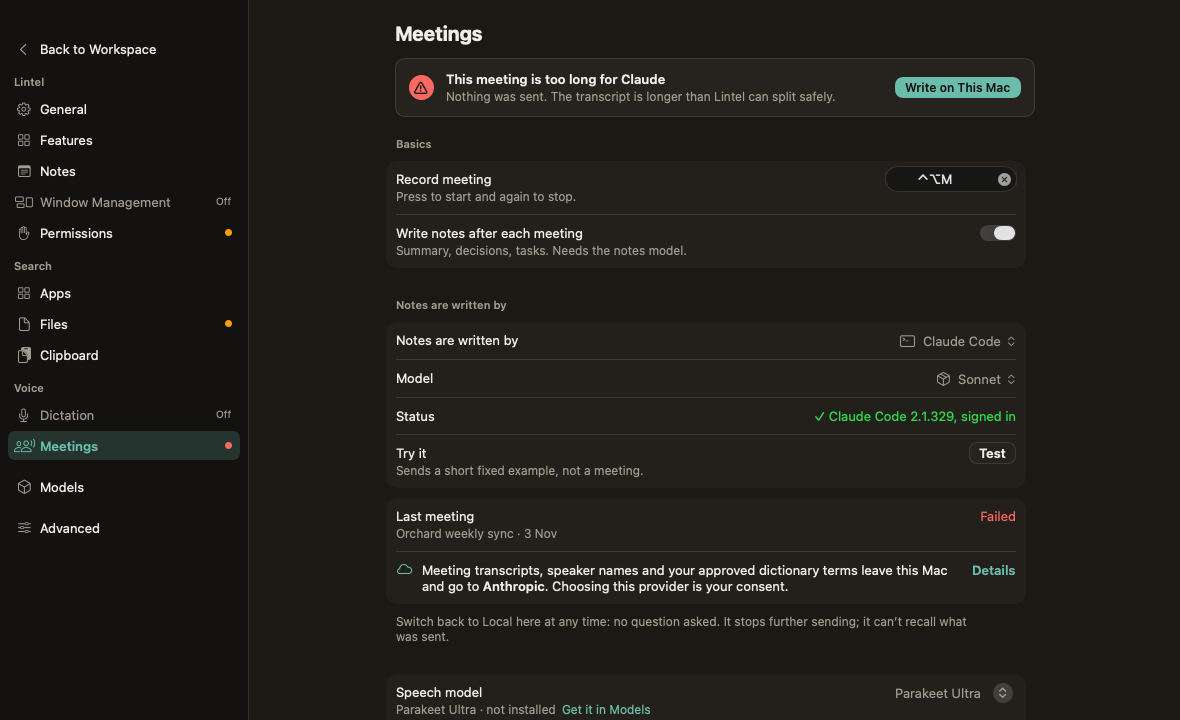 Back to Workspace
Lintel
General
Features
Notes
Window Management Off
Permissions
Search
Apps
Files
Clipboard
Voice
Dictation Off
Meetings
Models
Advanced
Meetings
This meeting is too long for Claude
Nothing was sent. The transcript is longer than Lintel can split safely.
Write on This Mac
Basics
Record meeting
Press to start and again to stop.
⌃⌥M
Write notes after each meeting
Summary, decisions, tasks. Needs the notes model.
Notes are written by
Notes are written by Claude Code
Model Sonnet
Status ✓ Claude Code 2.1.329, signed in
Try it
Sends a short fixed example, not a meeting.
Test
Last meeting Failed
Orchard weekly sync · 3 Nov
Meeting transcripts, speaker names and your approved dictionary terms leave this Mac
and go to Anthropic. Choosing this provider is your consent.
Details
Switch back to Local here at any time: no question asked. It stops further sending; it can't recall what
was sent.
Speech model Parakeet Ultra
Parakeet Ultra · not installed Get it in Models